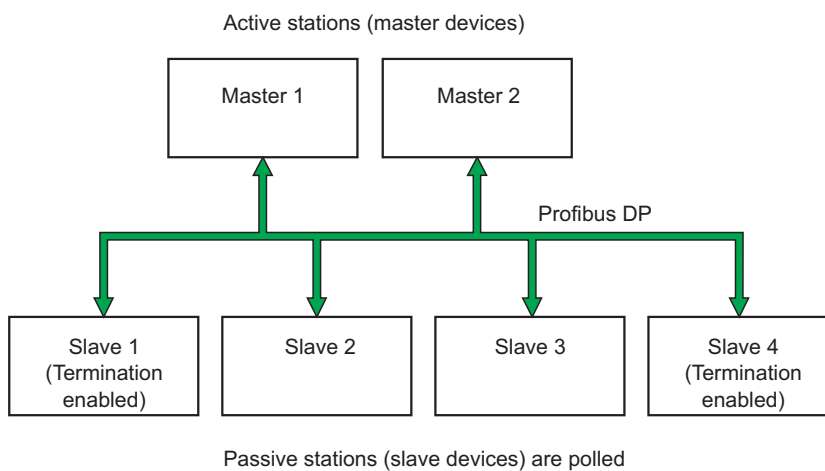 Active stations (master devices)
Master 1
Master 2
Profibus DP
Slave 1
(Termination
enabled)
Slave 2
Slave 3
Slave 4
(Termination
enabled)
Passive stations (slave devices) are polled